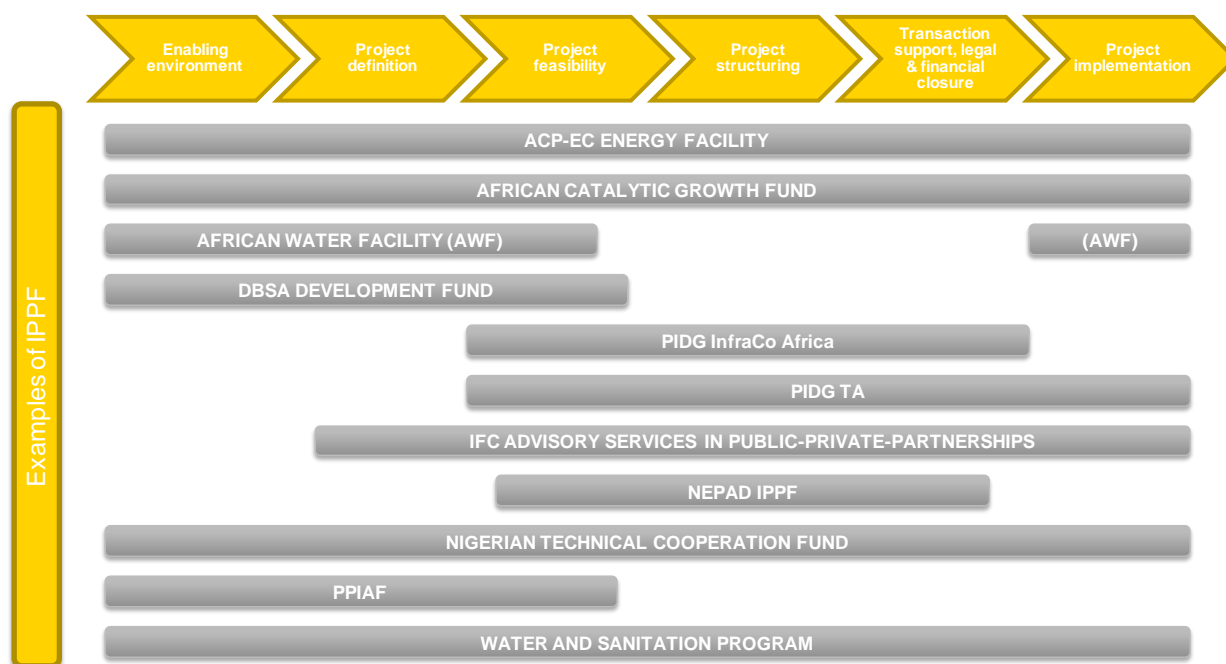 Enabling
environment
Project
definition
Project
feasibility
Project
structuring
Transaction
support, legal
& financial
closure
Project
implementation
Examples of IPPF
ACP-EC ENERGY FACILITY
AFRICAN CATALYTIC GROWTH FUND
AFRICAN WATER FACILITY (AWF)
(AWF)
DBSA DEVELOPMENT FUND
PIDG InfraCo Africa
PIDG TA
IFC ADVISORY SERVICES IN PUBLIC-PRIVATE-PARTNERSHIPS
NEPAD IPPF
NIGERIAN TECHNICAL COOPERATION FUND
PPIAF
WATER AND SANITATION PROGRAM